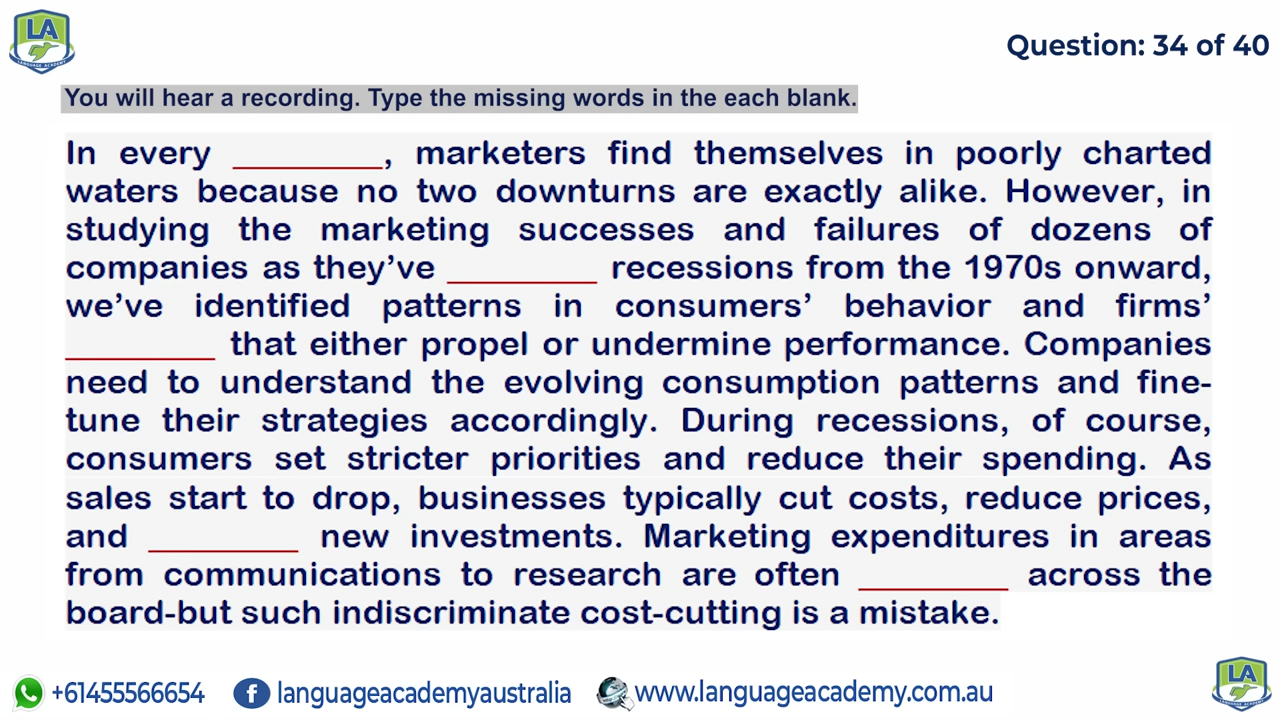 LA
LANGUAGE ACADEMY
Question: 34 of 40
You will hear a recording. Type the missing words in the each blank.
In every ________, marketers find themselves in poorly charted
waters because no two downturns are exactly alike. However, in
studying the marketing successes and failures of dozens of
companies as they’ve ________ recessions from the 1970s onward,
we’ve identified patterns in consumers’ behavior and firms’
________ that either propel or undermine performance. Companies
need to understand the evolving consumption patterns and fine-
tune their strategies accordingly. During recessions, of course,
consumers set stricter priorities and reduce their spending. As
sales start to drop, businesses typically cut costs, reduce prices,
and ________ new investments. Marketing expenditures in areas
from communications to research are often ________ across the
board-but such indiscriminate cost-cutting is a mistake.
+61455566654
languageacademyaustralia
www.languageacademy.com.au
LA
LANGUAGE ACADEMY